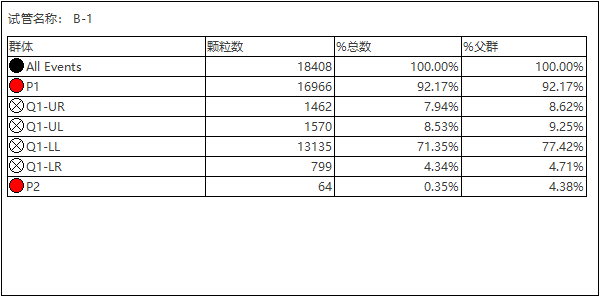 试管名称： B-1
群体 颗粒数 %总数 %父群
All Events 18408 100.00% 100.00%
P1 16966 92.17% 92.17%
Q1-UR 1462 7.94% 8.62%
Q1-UL 1570 8.53% 9.25%
Q1-LL 13135 71.35% 77.42%
Q1-LR 799 4.34% 4.71%
P2 64 0.35% 4.38%